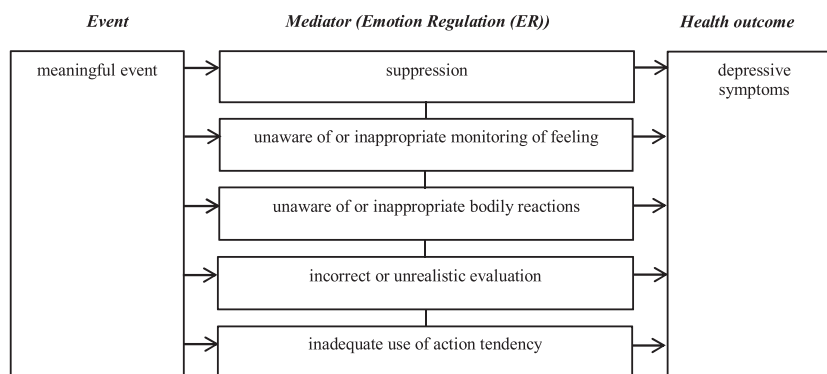 Event Mediator (Emotion Regulation (ER)) Health outcome
meaningful event
suppression
depressive
symptoms
unaware of or inappropriate monitoring of feeling
unaware of or inappropriate bodily reactions
incorrect or unrealistic evaluation
inadequate use of action tendency